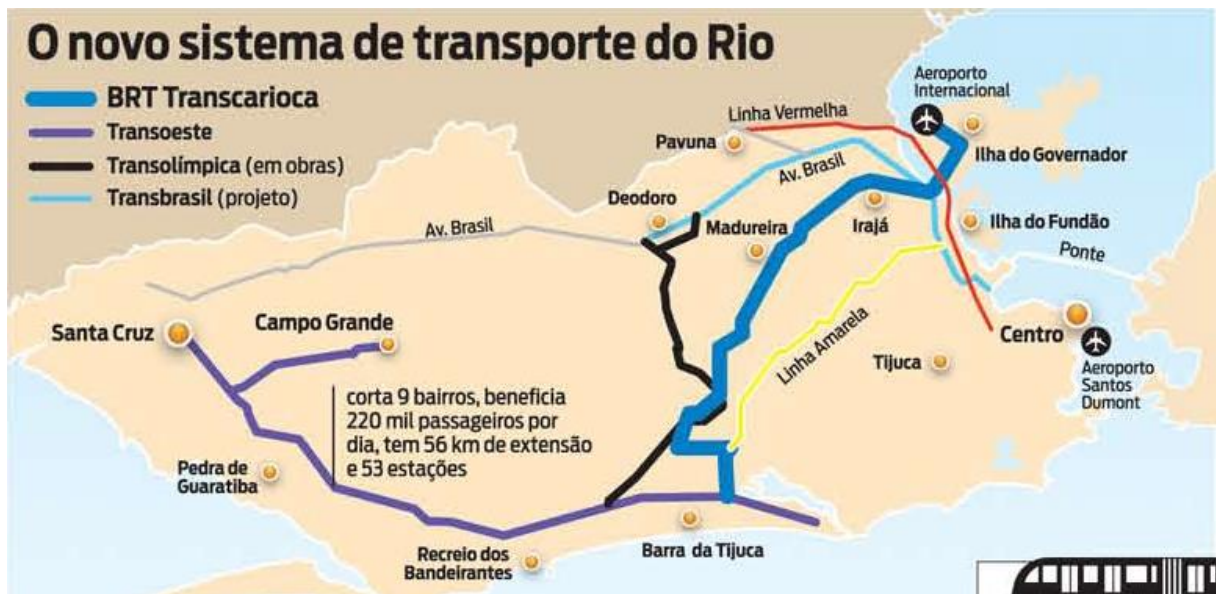 O novo sistema de transporte do Rio
BRT Transcarioca
Transoeste
Transolímpica (em obras)
Transbrasil (projeto)
Aeroporto
Internacional
Linha Vermelha
Pavuna
Ilha do Governador
Av. Brasil
Deodoro
Madureira
Irajá
Ilha do Fundão
Av. Brasil
Ponte
Santa Cruz
Campo Grande
Linha Amarela
Tijuca
Centro
Aeroporto
Santos
Dumont
corta 9 bairros, beneficia
220 mil passageiros por
dia, tem 56 km de extensão
e 53 estações
Pedra de
Guaratiba
Recreio dos
Bandeirantes
Barra da Tijuca